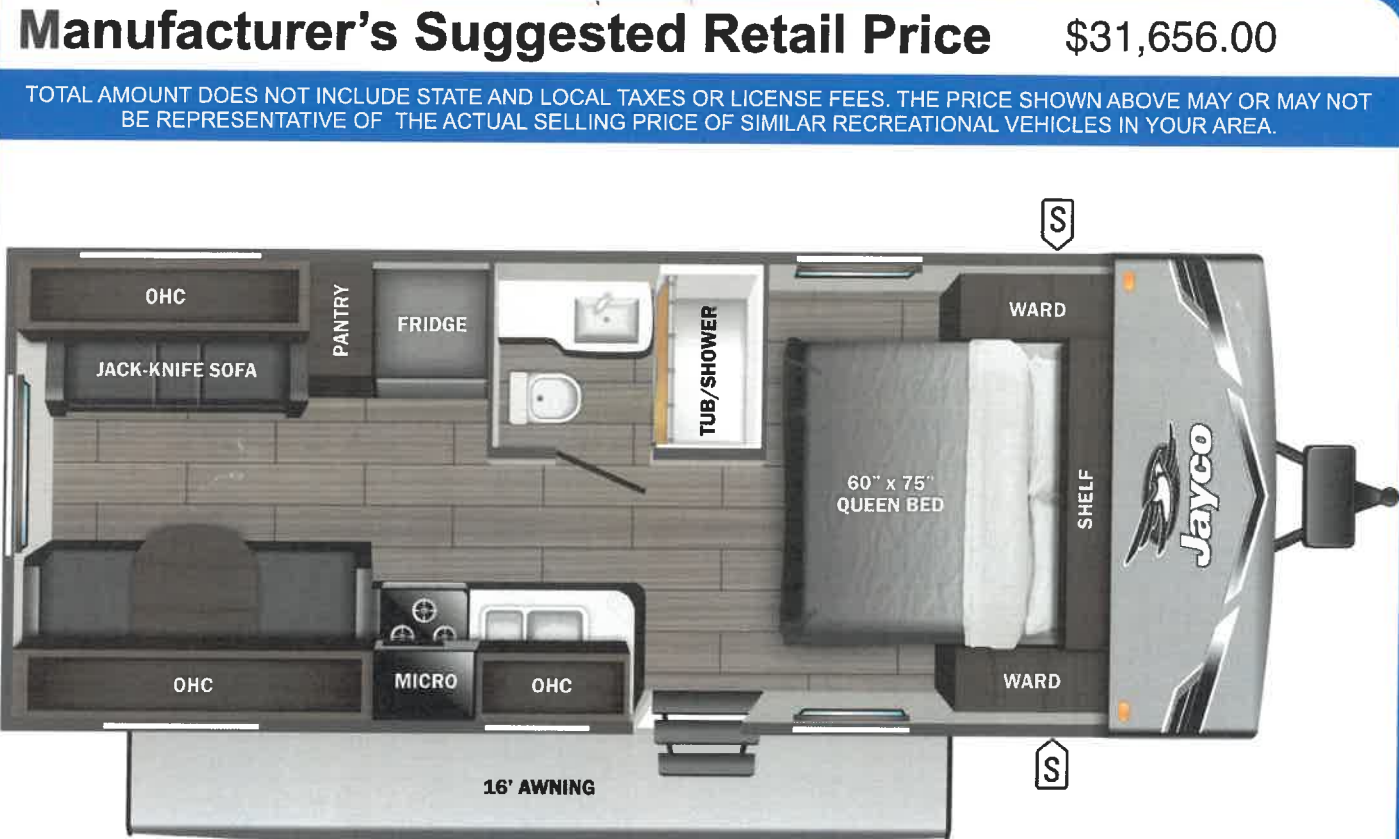 Manufacturer's Suggested Retail Price $31,656.00
TOTAL AMOUNT DOES NOT INCLUDE STATE AND LOCAL TAXES OR LICENSE FEES. THE PRICE SHOWN ABOVE MAY OR MAY NOT
BE REPRESENTATIVE OF THE ACTUAL SELLING PRICE OF SIMILAR RECREATIONAL VEHICLES IN YOUR AREA.
S
OHC
PANTRY
FRIDGE
TUB/SHOWER
WARD
JACK-KNIFE SOFA
60" x 75"
QUEEN BED
SHELF
Jayco
OHC
MICRO
OHC
WARD
S
16' AWNING